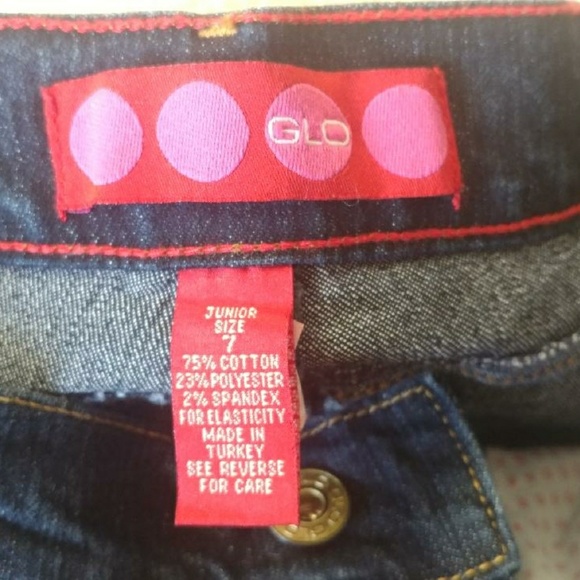 GLO
JUNIOR
SIZE
7
75% COTTON
23% POLYESTER
2% SPANDEX
FOR ELASTICITY
MADE IN
TURKEY
SEE REVERSE
FOR CARE